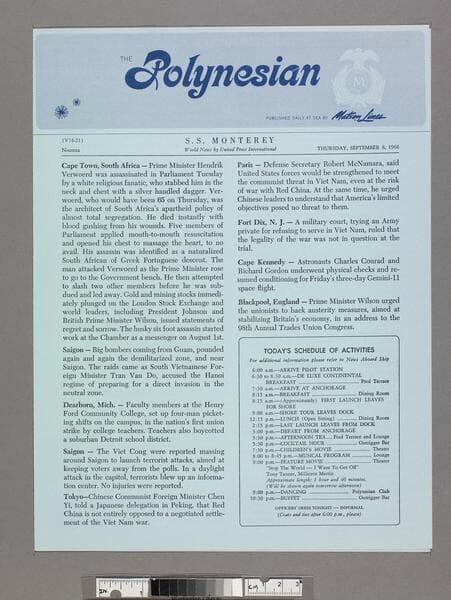 THE
Polynesian
PUBLISHED DAILY AT SEA BY Matson Lines
(V74-21)
Noumea
S. S. MONTEREY
World News by United Press International
THURSDAY, SEPTEMBER 8, 1966
Cape Town, South Africa — Prime Minister Hendrik
Verwoerd was assassinated in Parliament Tuesday
by a white religious fanatic, who stabbed him in the
neck and chest with a silver handled dagger. Ver-
woerd, who would have been 65 on Thursday, was
the architect of South Africa's apartheid policy of
almost total segregation. He died instantly with
blood gushing from his wounds. Five members of
Parliament applied mouth-to-mouth resuscitation
and opened his chest to massage the heart, to no
avail. His assassin was identified as a naturalized
South African of Greek Portuguese descent. The
man attacked Verwoerd as the Prime Minister rose
to go to the Government bench. He then attempted
to slash two other members before he was sub-
dued and led away. Gold and mining stocks immedi-
ately plunged on the London Stock Exchange and
world leaders, including President Johnson and
British Prime Minister Wilson, issued statements of
regret and sorrow. The husky six foot assassin started
work at the Chamber as a messenger on August 1st.
Saigon — Big bombers coming from Guam, pounded
again and again the demilitarized zone, and near
Saigon. The raids came as South Vietnamese For-
eign Minister Tran Van Do, accused the Hanoi
regime of preparing for a direct invasion in the
neutral zone.
Dearborn, Mich. — Faculty members at the Henry
Ford Community College, set up four-man picket-
ing shifts on the campus, in the nation's first union
strike by college teachers. Teachers also boycotted
a suburban Detroit school district.
Saigon — The Viet Cong were reported massing
around Saigon to launch terrorist attacks, aimed at
keeping voters away from the polls. In a daylight
attack in the capitol, terrorists blew up an informa-
tion center. No injuries were reported.
Tokyo—Chinese Communist Foreign Minister Chen
Yi, told a Japanese delegation in Peking, that Red
China is not entirely opposed to a negotiated settle-
ment of the Viet Nam war.
Paris — Defense Secretary Robert McNamara, said
United States forces would be strengthened to meet
the communist threat in Viet Nam, even at the risk
of war with Red China. At the same time, he urged
Chinese leaders to understand that America's limited
objectives posed no threat to them.
Fort Dix, N. J. — A military court, trying an Army
private for refusing to serve in Viet Nam, ruled that
the legality of the war was not in question at the
trial.
Cape Kennedy — Astronauts Charles Conrad and
Richard Gordon underwent physical checks and re-
sumed conditioning for Friday's three-day Gemini-11
space flight.
Blackpool, England — Prime Minister Wilson urged
the unionists to back austerity measures, aimed at
stabilizing Britain's economy, in an address to the
98th Annual Trades Union Congress.
TODAY'S SCHEDULE OF ACTIVITIES
For additional information please refer to News Aboard Ship
6:00 a.m.—ARRIVE PILOT STATION
6:30 to 8:30 a.m.—DE LUXE CONTINENTAL
BREAKFAST Pool Terrace
7:30 a.m.—ARRIVE AT ANCHORAGE
8:15 a.m.—BREAKFAST Dining Room
8:15 a.m.—(Approximately) FIRST LAUNCH LEAVES
FOR SHORE
9:00 a.m.—SHORE TOUR LEAVES DOCK
12:15 p.m.—LUNCH (Open Sitting) Dining Room
2:15 p.m.—LAST LAUNCH LEAVES FROM DOCK
3:00 p.m.—DEPART FROM ANCHORAGE
3:30 p.m.—AFTERNOON TEA Pool Terrace and Lounge
5:30 p.m.—COCKTAIL HOUR Outrigger Bar
7:30 p.m.—CHILDREN'S MOVIE Theater
8:00 to 8:45 p.m.—MUSICAL PROGRAM Lounge
9:00 p.m.—FEATURE MOVIE Theater
"Stop The World — I Want To Get Off"
Tony Tanner, Millicent Martin
Approximate length: 1 hour and 40 minutes.
(Will be shown again tomorrow afternoon)
9:00 p.m.—DANCING Polynesian Club
10:30 p.m.—BUFFET Outrigger Bar
OFFICERS' DRESS TONIGHT — INFORMAL
(Coats and ties after 6:00 p.m., please)